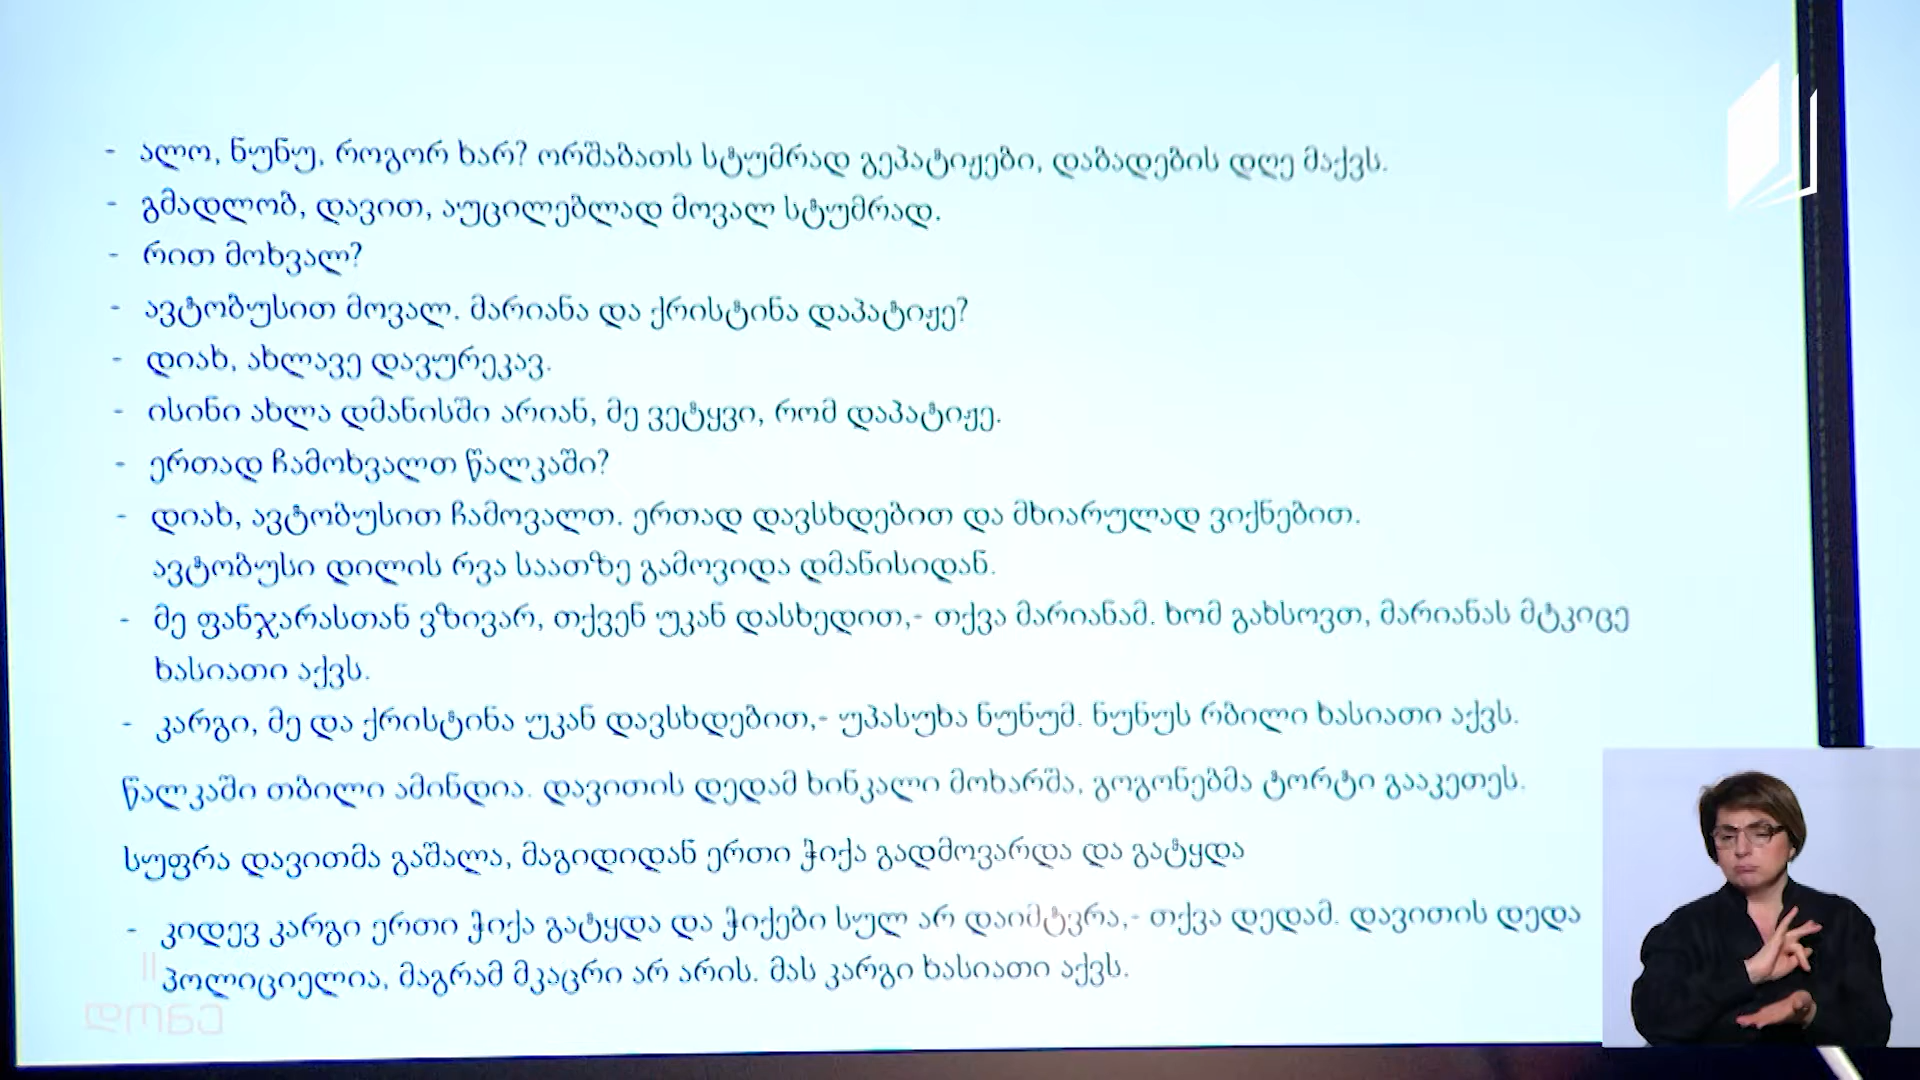 - ალო, ნუნუ, როგორ ხარ? ორშაბათს სტუმრად გეპატიჟები, დაბადების დღე მაქვს.
- გმადლობ, დავით, აუცილებლად მოვალ სტუმრად.
- რით მოხვალ?
- ავტობუსით მოვალ. მარიანა და ქრისტინა დაპატიჟე?
- დიახ, ახლავე დავურეკავ.
- ისინი ახლა დმანისში არიან, მე ვეტყვი, რომ დაპატიჟე.
- ერთად ჩამოხვალთ წალკაში?
- დიახ, ავტობუსით ჩამოვალთ. ერთად დავსხდებით და მხიარულად ვიქნებით.
ავტობუსი დილის რვა საათზე გამოვიდა დმანისიდან.
- მე ფანჯარასთან ვზივარ, თქვენ უკან დასხედით,- თქვა მარიანამ. ხომ გახსოვთ, მარიანას მტკიცე
ხასიათი აქვს.
- კარგი, მე და ქრისტინა უკან დავსხდებით,- უპასუხა ნუნუმ. ნუნუს რბილი ხასიათი აქვს.
წალკაში თბილი ამინდია. დავითის დედამ ხინკალი მოხარშა, გოგონებმა ტორტი გააკეთეს.
სუფრა დავითმა გაშალა, მაგიდიდან ერთი ჭიქა გადმოვარდა და გატყდა
- კიდევ კარგი ერთი ჭიქა გატყდა და ჭიქები სულ არ დაიმტვრა,- თქვა დედამ. დავითის დედა
პოლიციელია, მაგრამ მკაცრი არ არის. მას კარგი ხასიათი აქვს.
II
დონე